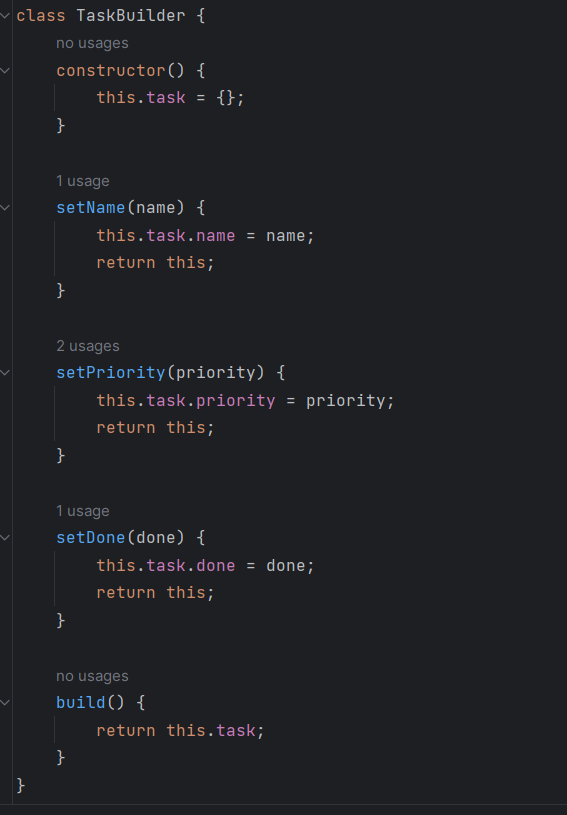 class TaskBuilder {
no usages
constructor() {
this.task = {};
}
1 usage
setName(name) {
this.task.name = name;
return this;
}
2 usages
setPriority(priority) {
this.task.priority = priority;
return this;
}
1 usage
setDone(done) {
this.task.done = done;
return this;
}
no usages
build() {
return this.task;
}
}